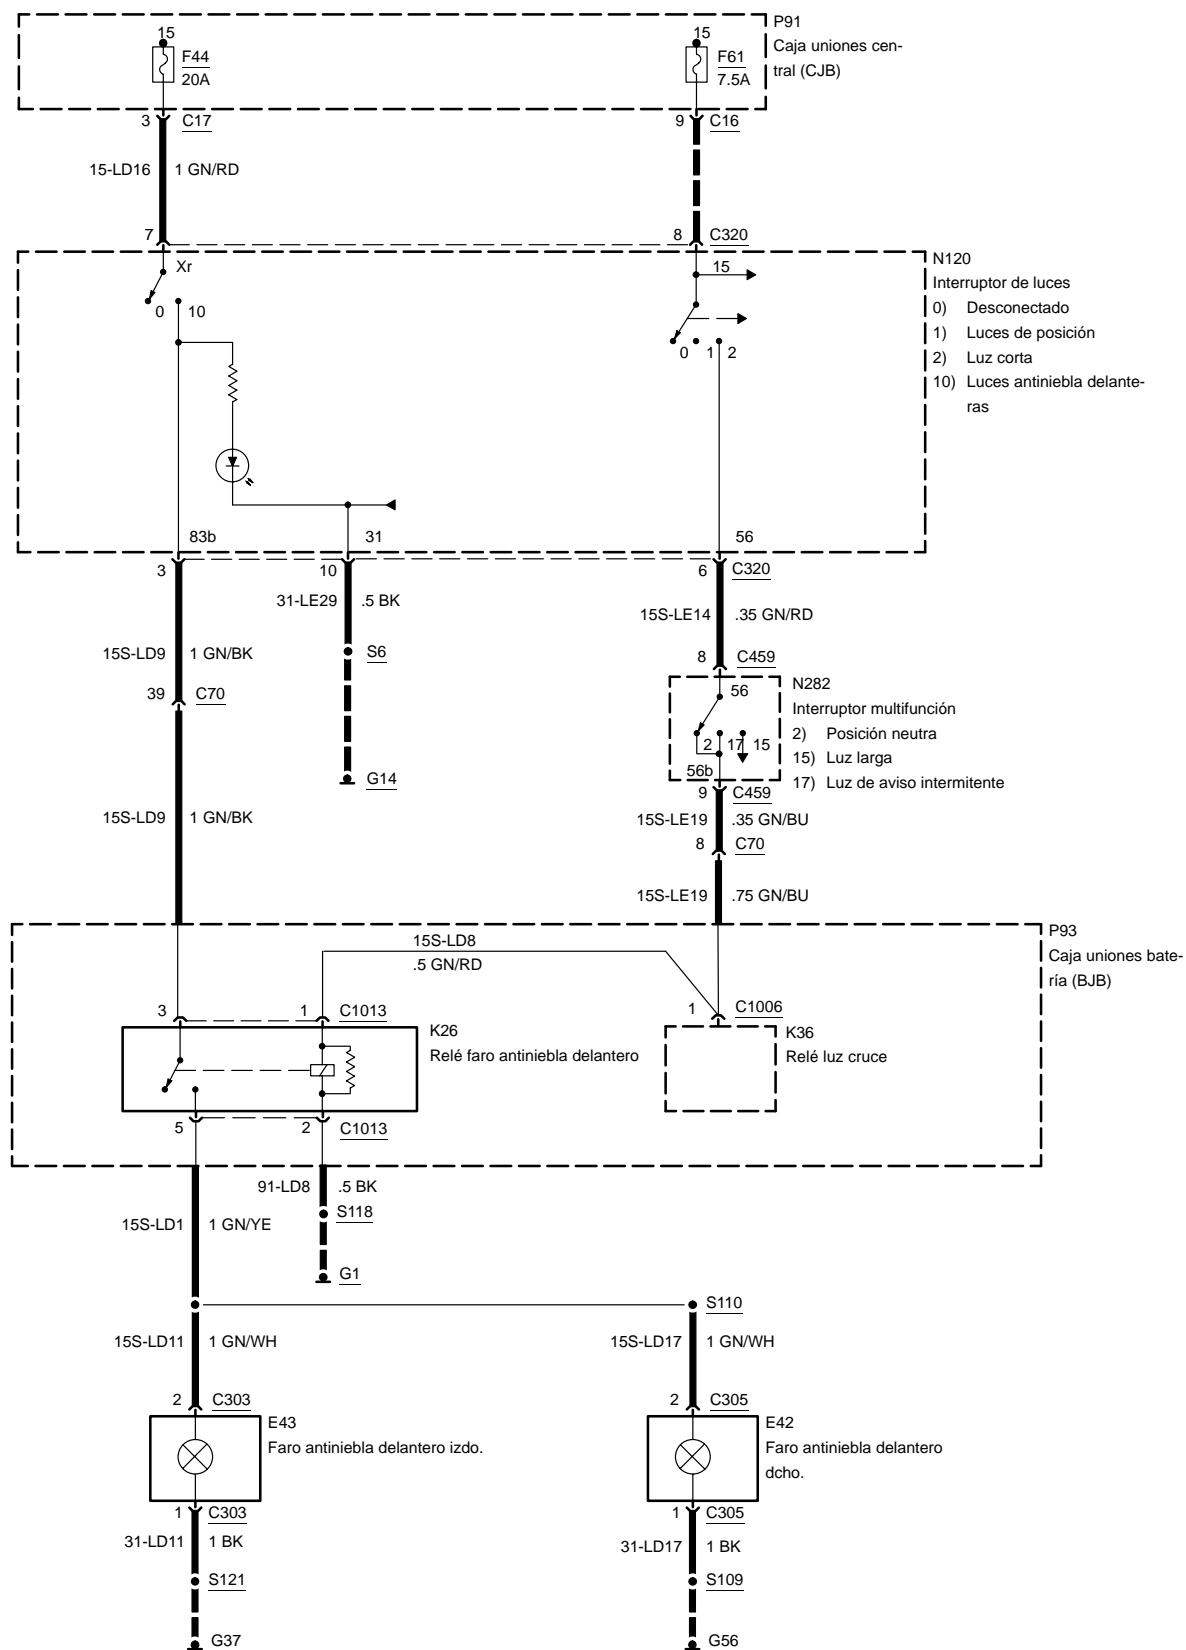 P91
15
15
Caja uniones cen-
tral (CJB)
F44
20A
F61
7.5A
3 C17
9 C16
15-LD16 1 GN/RD
7
8 C320
N120
Interruptor de luces
0) Desconectado
1) Luces de posición
2) Luz corta
10) Luces antiniebla delante-
ras
Xr
15
0 10
0 1 2
83b
31
56
3
10
6 C320
31-LE29 .5 BK
15S-LE14 .35 GN/RD
15S-LD9 1 GN/BK
S6
8 C459
39 C70
N282
Interruptor multifunción
2) Posición neutra
15) Luz larga
17) Luz de aviso intermitente
56
2 17 15
56b
G14
9 C459
15S-LD9 1 GN/BK
15S-LE19 .35 GN/BU
8 C70
15S-LE19 .75 GN/BU
P93
Caja uniones bate-
ría (BJB)
15S-LD8
.5 GN/RD
3
1 C1013
1 C1006
K26
Relé faro antiniebla delantero
K36
Relé luz cruce
5
2 C1013
91-LD8 .5 BK
S118
15S-LD1 1 GN/YE
G1
S110
15S-LD11 1 GN/WH
15S-LD17 1 GN/WH
2 C303
2 C305
E43
Faro antiniebla delantero izdo.
E42
Faro antiniebla delantero
dcho.
1 C303
1 C305
31-LD11 1 BK
31-LD17 1 BK
S121
S109
G37
G56